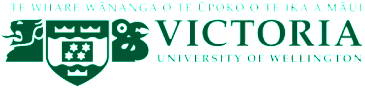 TE WHARE WĀNANGA O TE ŪPOKO O TE IKA A MĀUI
VICTORIA
UNIVERSITY OF WELLINGTON